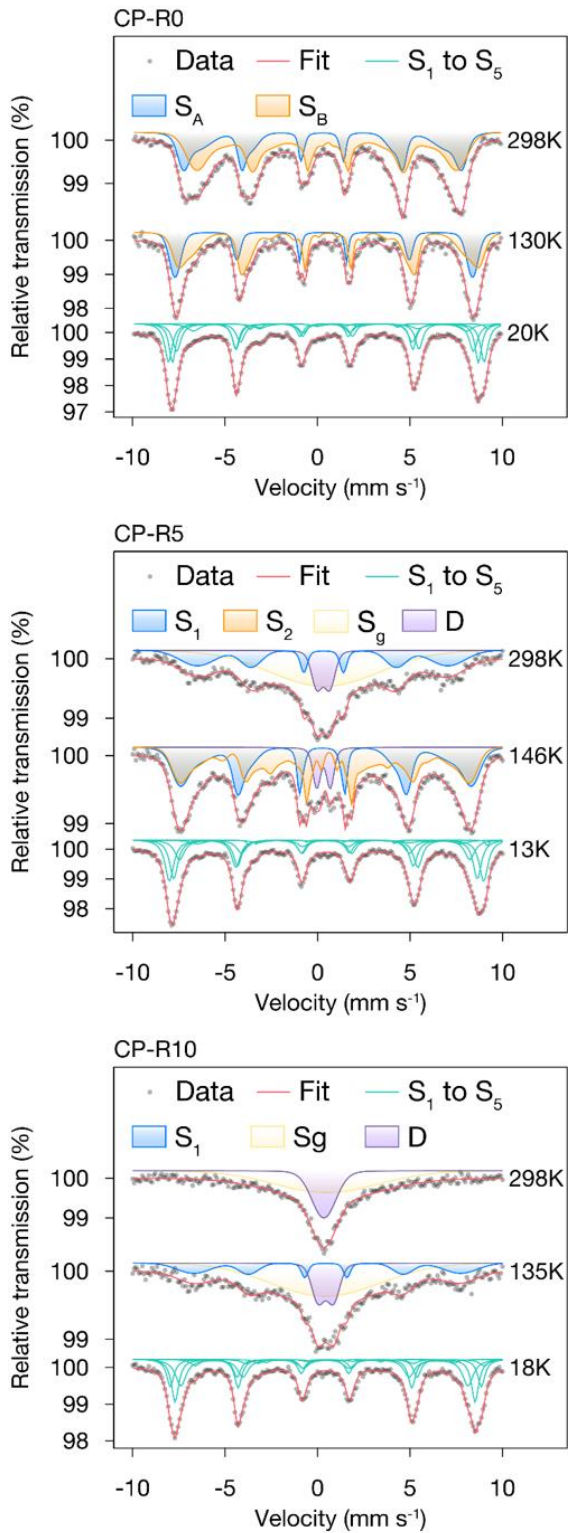 CP-R0
Data Fit S₁ to S₅
S_A S_B
Relative transmission (%)
100 298K
99
100 130K
99
98
100 20K
99
98
97
-10 -5 0 5 10
Velocity (mm s⁻¹)
CP-R5
Data Fit S₁ to S₅
S₁ S₂ S_g D
Relative transmission (%)
100 298K
99
100 146K
99
100 13K
99
98
-10 -5 0 5 10
Velocity (mm s⁻¹)
CP-R10
Data Fit S₁ to S₅
S₁ Sg D
Relative transmission (%)
100 298K
99
100 135K
99
100 18K
99
98
-10 -5 0 5 10
Velocity (mm s⁻¹)